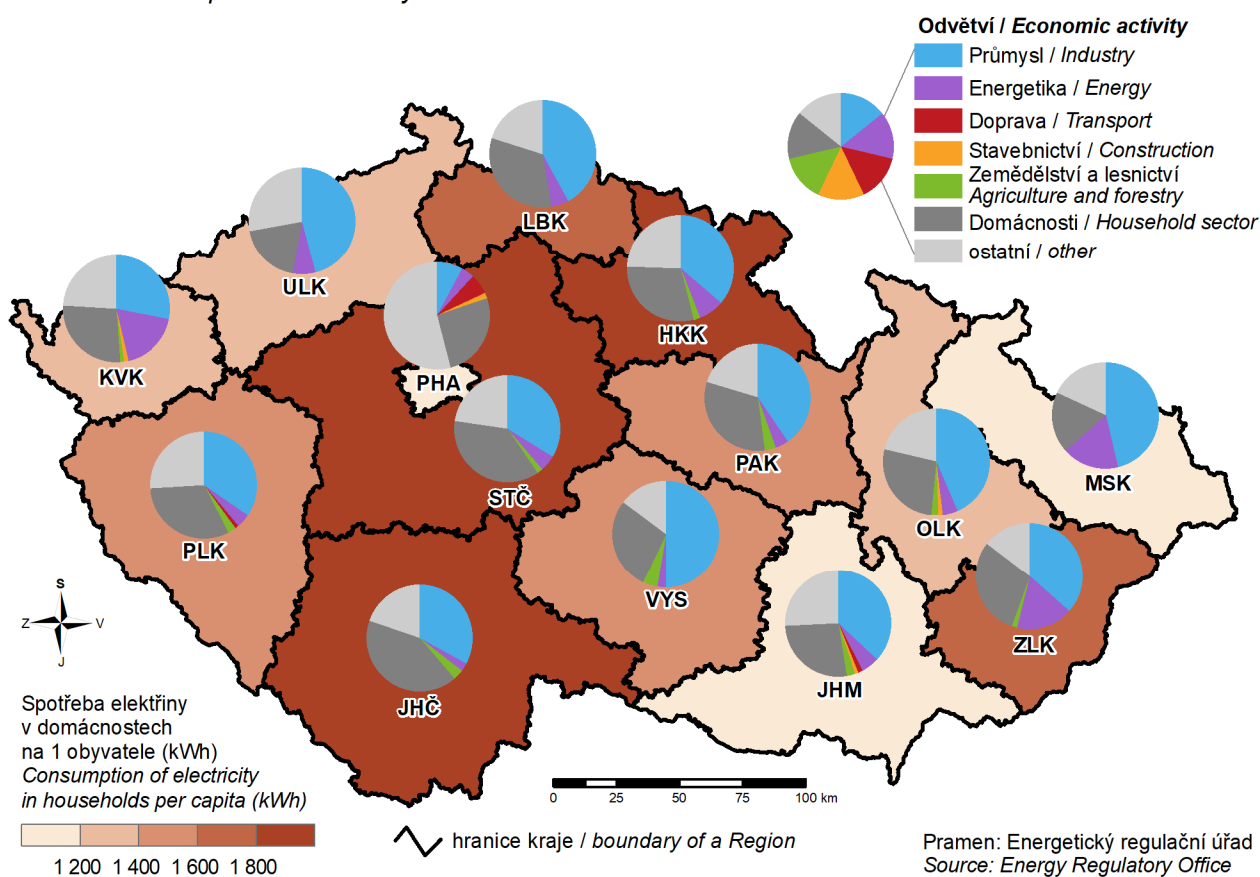 Odvětví / Economic activity
Průmysl / Industry
Energetika / Energy
Doprava / Transport
Stavebnictví / Construction
Zemědělství a lesnictví
Agriculture and forestry
Domácnosti / Household sector
ostatní / other
LBK
ULK
HKK
KVK
PHA
PAK
MSK
STČ
OLK
PLK
VYS
ZLK
JHM
JHČ
S
Z
V
J
Spotřeba elektřiny
v domácnostech
na 1 obyvatele (kWh)
Consumption of electricity
in households per capita (kWh)
1 200 1 400 1 600 1 800
0 25 50 75 100 km
hranice kraje / boundary of a Region
Pramen: Energetický regulační úřad
Source: Energy Regulatory Office